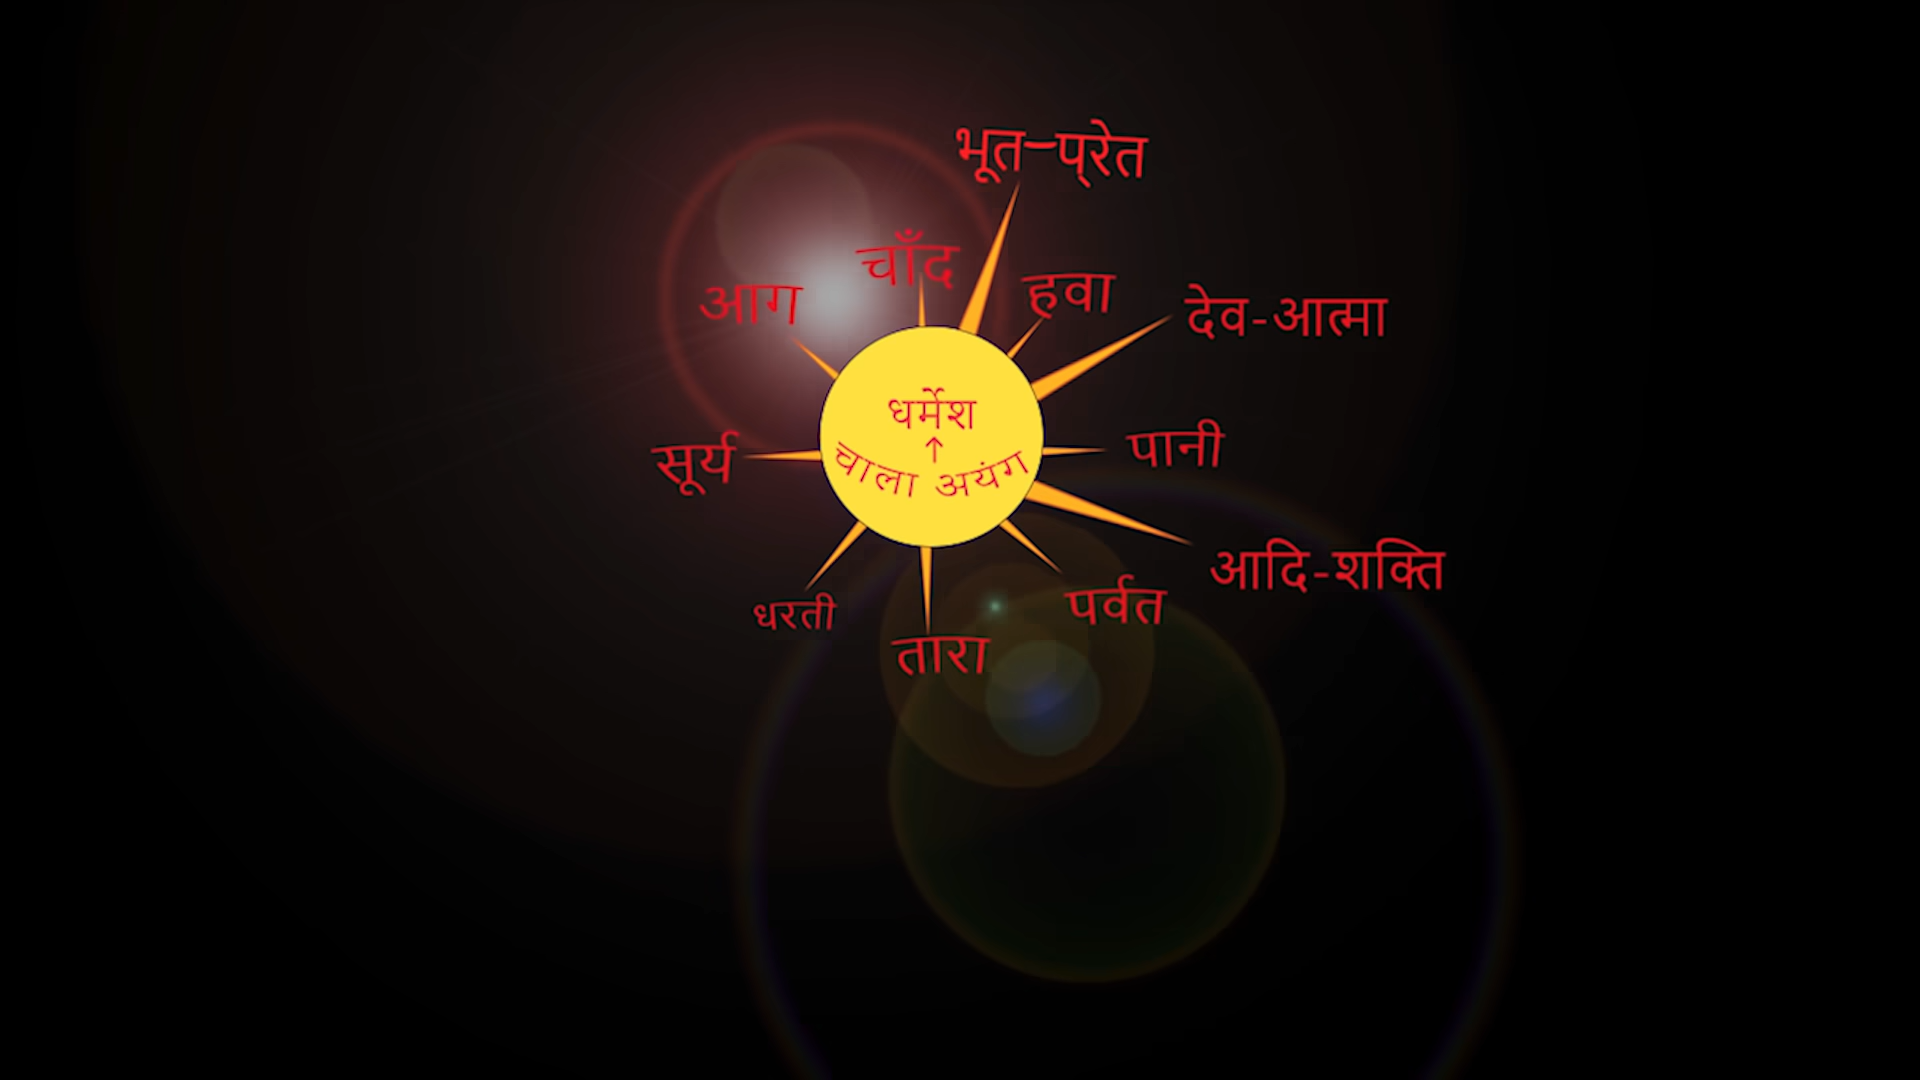 भूत-प्रेत
चाँद
हवा
आग
देव-आत्मा
धर्मेश
↑
चाला अयंग
सूर्य
पानी
आदि-शक्ति
पर्वत
धरती
तारा